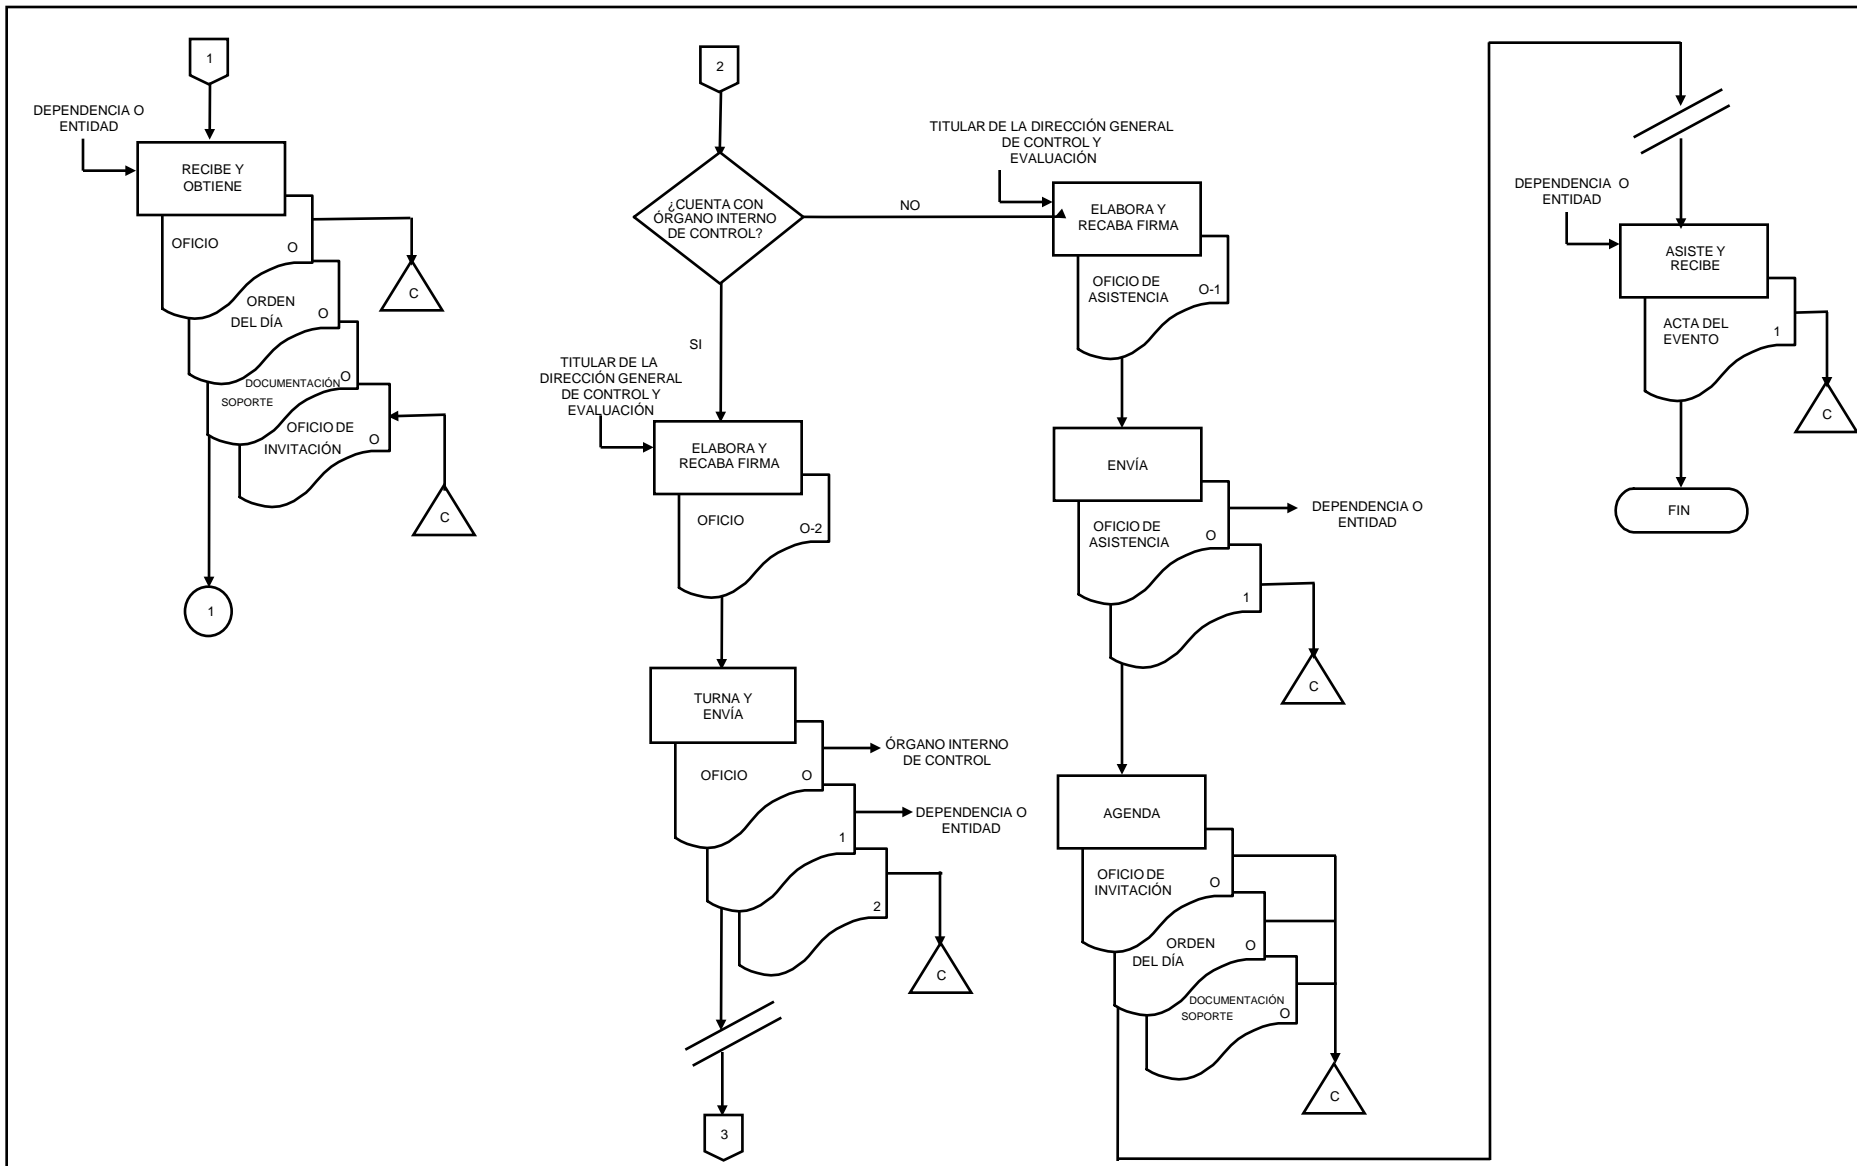 1
DEPENDENCIA O
ENTIDAD
RECIBE Y
OBTIENE
OFICIO
O
C
ORDEN
DEL DÍA
O
DOCUMENTACIÓN
SOPORTE
O
OFICIO DE
INVITACIÓN
O
C
1
2
¿CUENTA CON
ÓRGANO INTERNO
DE CONTROL?
NO
SI
TITULAR DE LA
DIRECCIÓN GENERAL
DE CONTROL Y
EVALUACIÓN
ELABORA Y
RECABA FIRMA
OFICIO
O-2
TURNA Y
ENVÍA
OFICIO
O
ÓRGANO INTERNO
DE CONTROL
1
DEPENDENCIA O
ENTIDAD
2
C
3
TITULAR DE LA DIRECCIÓN GENERAL
DE CONTROL Y
EVALUACIÓN
ELABORA Y
RECABA FIRMA
OFICIO DE
ASISTENCIA
O-1
ENVÍA
OFICIO DE
ASISTENCIA
O
DEPENDENCIA O
ENTIDAD
1
C
AGENDA
OFICIO DE
INVITACIÓN
O
ORDEN
DEL DÍA
O
DOCUMENTACIÓN
SOPORTE
O
C
DEPENDENCIA O
ENTIDAD
ASISTE Y
RECIBE
ACTA DEL
EVENTO
1
C
FIN